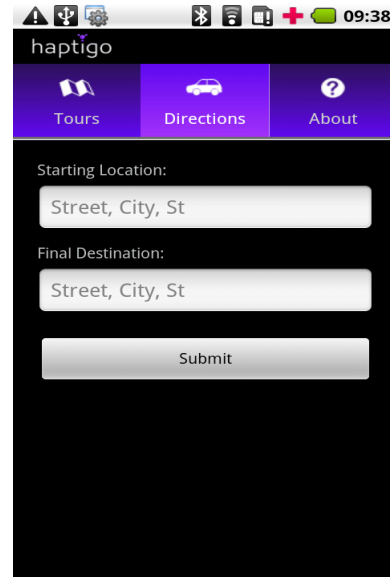 09:38
haptigo
Tours Directions About
Starting Location:
Street, City, St
Final Destination:
Street, City, St
Submit